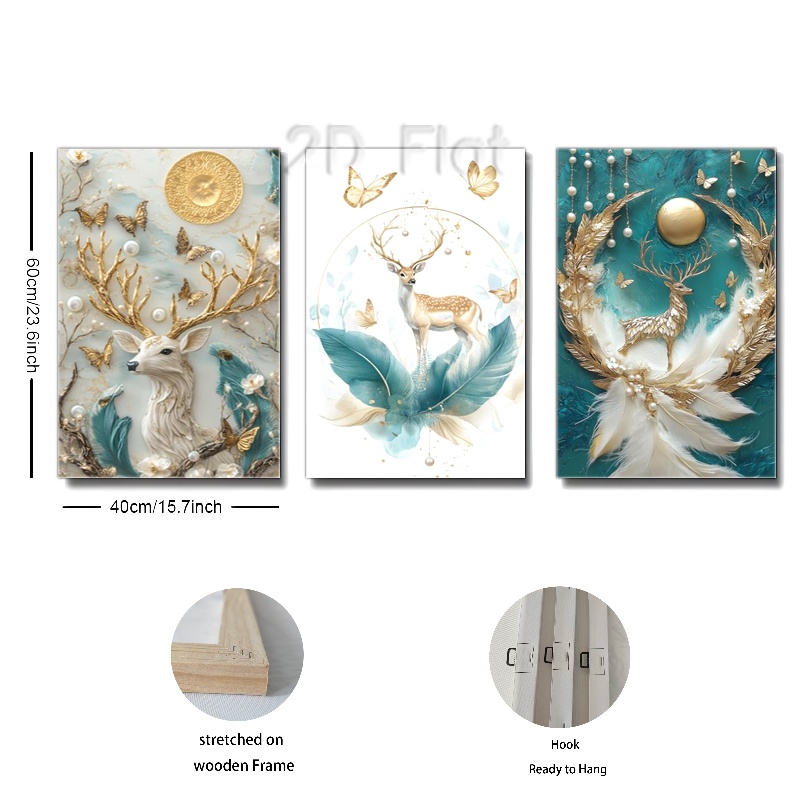 2D Flat
60cm/23.6inch
40cm/15.7inch
stretched on
wooden Frame
Hook
Ready to Hang